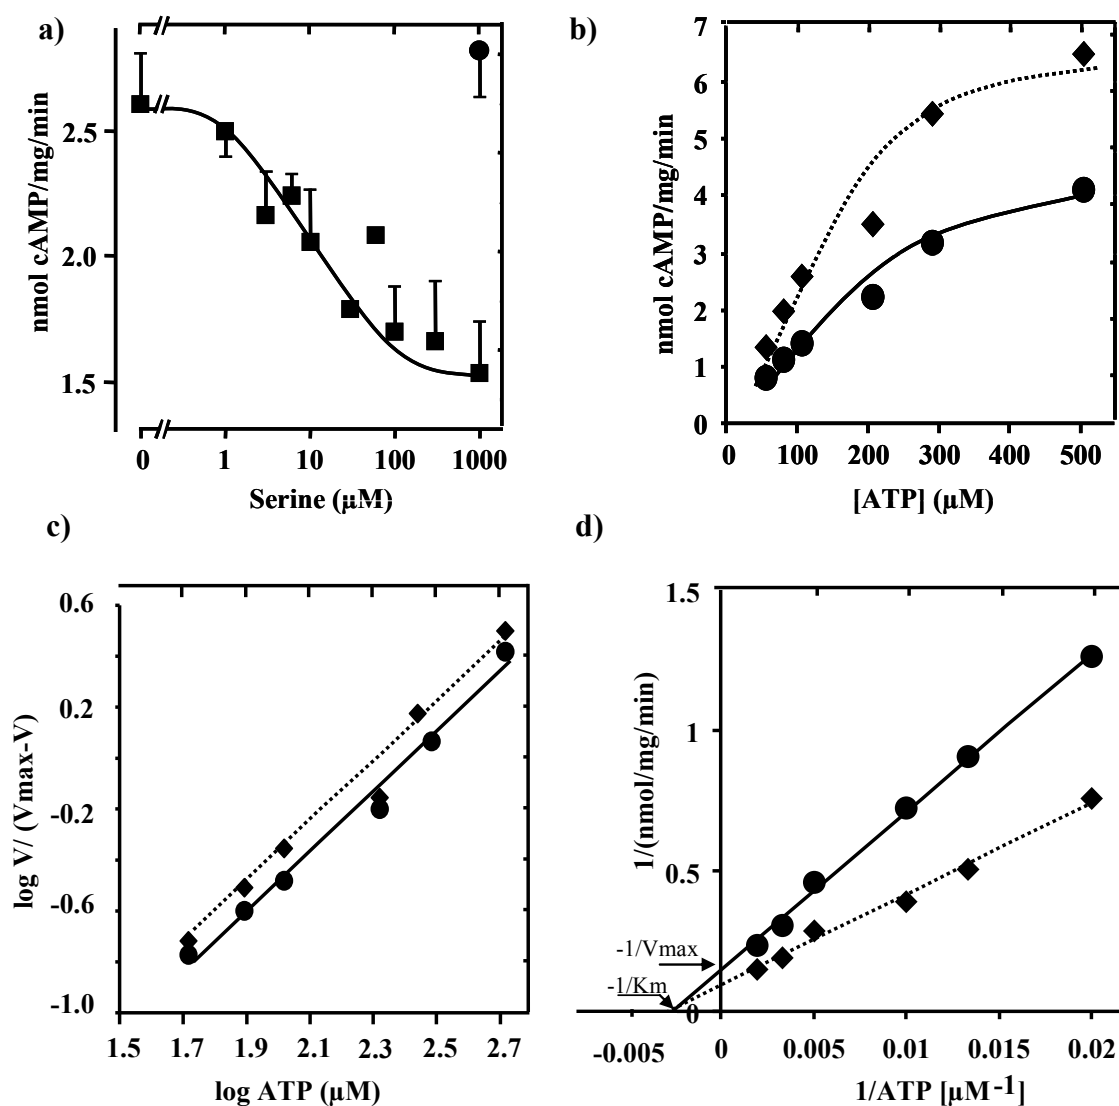 a)
nmol cAMP/mg/min
2.5
2.0
1.5
0 1 10 100 1000
Serine (µM)
b)
nmol cAMP/mg/min
7
6
5
4
3
2
1
0
0 100 200 300 400 500
[ATP] (µM)
c)
log V/ (Vmax-V)
0.6
0.2
-0.2
-0.6
-1.0
1.5 1.7 1.9 2.1 2.3 2.5 2.7
log ATP (µM)
d)
1/(nmol/mg/min)
1.5
1
0.5
-1/Vmax
-1/Km
0
-0.005 0 0.005 0.01 0.015 0.02
1/ATP [µM-1]